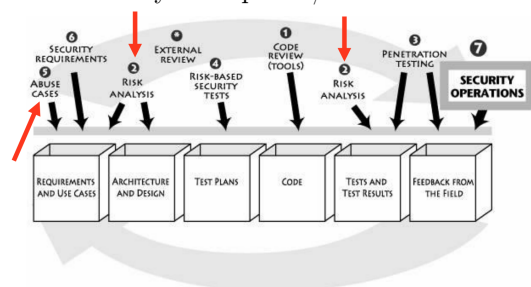 6
SECURITY
REQUIREMENTS
5
ABUSE
CASES
2
RISK
ANALYSIS
*
EXTERNAL
REVIEW
4
RISK-BASED
SECURITY
TESTS
1
CODE
REVIEW
(TOOLS)
2
RISK
ANALYSIS
3
PENETRATION
TESTING
7
SECURITY
OPERATIONS
REQUIREMENTS
AND USE CASES
ARCHITECTURE
AND DESIGN
TEST PLANS
CODE
TESTS AND
TEST RESULTS
FEEDBACK FROM
THE FIELD